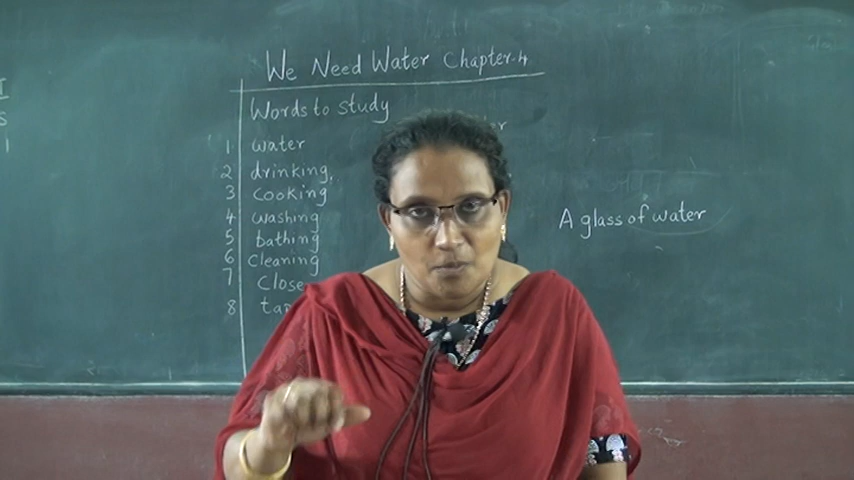 We Need Water Chapter-4
Words to study
1 water
2 drinking
3 cooking
4 washing
5 bathing
6 Cleaning
7 Close
8
A glass of water